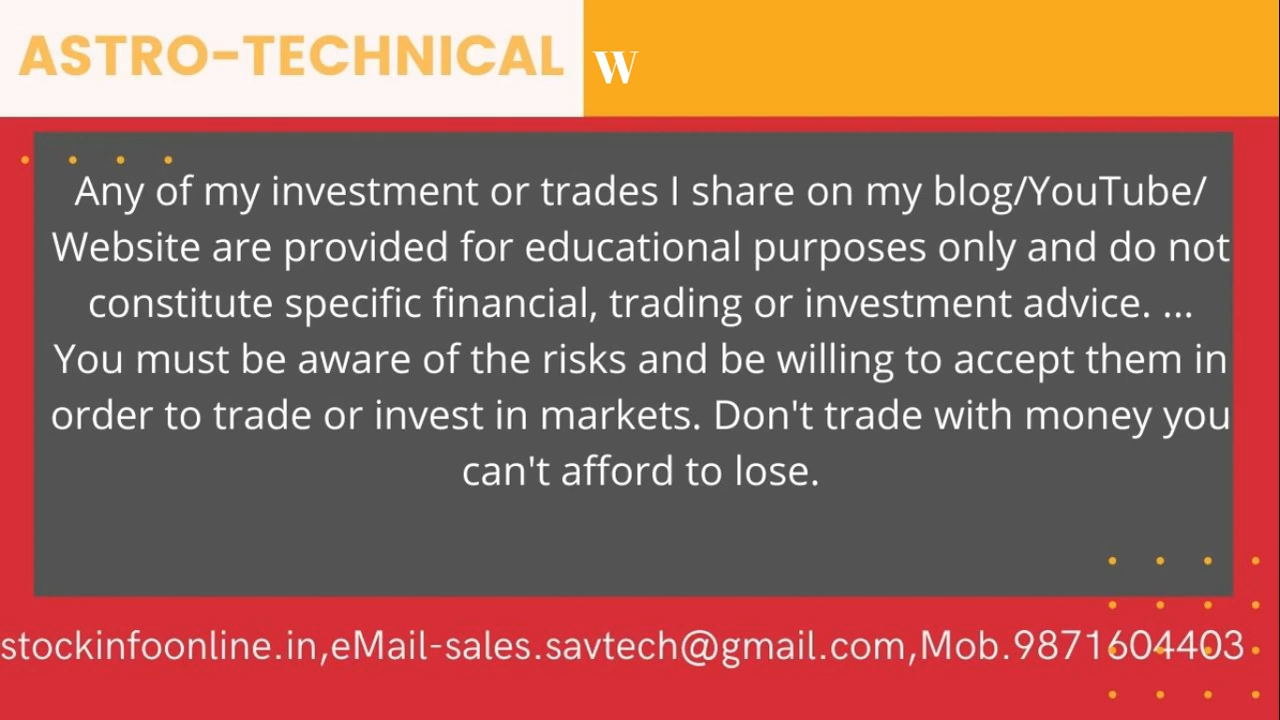 ASTRO-TECHNICAL W
Any of my investment or trades I share on my blog/YouTube/
Website are provided for educational purposes only and do not
constitute specific financial, trading or investment advice. ...
You must be aware of the risks and be willing to accept them in
order to trade or invest in markets. Don't trade with money you
can't afford to lose.
stockinfoonline.in,eMail-sales.savtech@gmail.com,Mob.9871604403